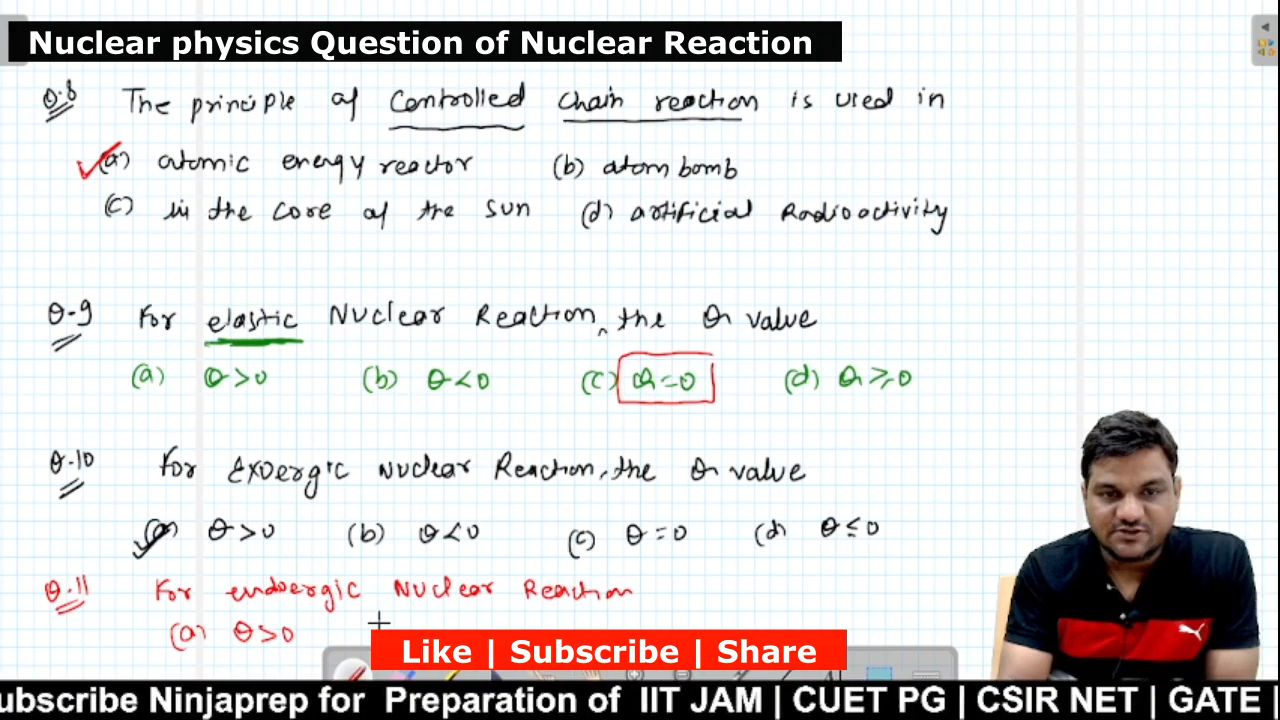 Nuclear physics Question of Nuclear Reaction
Q.8 The principle of Controlled chain reaction is used in
(a) atomic energy reactor (b) atom bomb
(c) in the core of the sun (d) artificial Radioactivity
Q.9 For elastic Nuclear Reaction, the Q value
(a) Q>0 (b) Q<0 (c) Q=0 (d) Q≥0
Q.10 For Exoergic Nuclear Reaction, the Q value
(a) Q>0 (b) Q<0 (c) Q=0 (d) Q≤0
Q.11 For endoergic Nuclear Reaction
(a) Q>0
Like | Subscribe | Share
ubscribe Ninjaprep for Preparation of IIT JAM | CUET PG | CSIR NET | GATE |